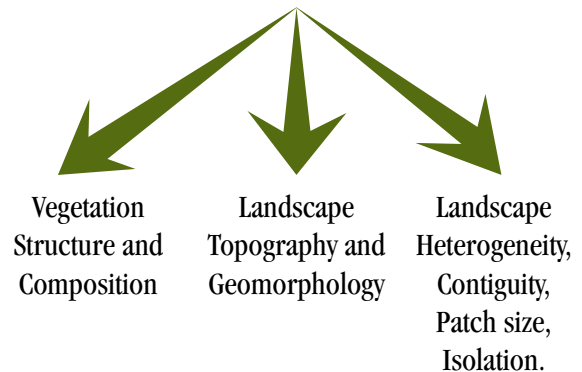 Vegetation
Structure and
Composition
Landscape
Topography and
Geomorphology
Landscape
Heterogeneity,
Contiguity,
Patch size,
Isolation.